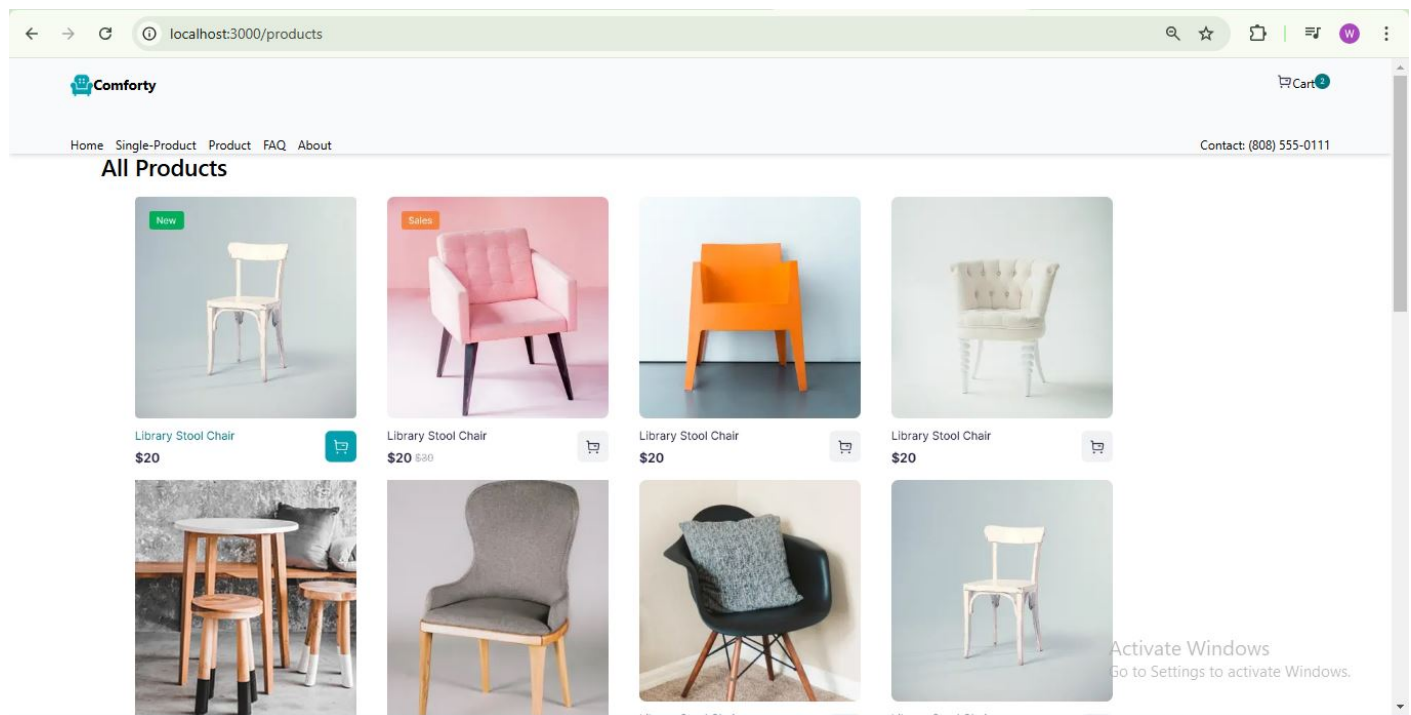 localhost:3000/products
W
Comforty
Cart 2
Home Single-Product Product FAQ About
Contact: (808) 555-0111
All Products
New
Sales
Library Stool Chair
$20
Library Stool Chair
$20 $30
Library Stool Chair
$20
Library Stool Chair
$20
Activate Windows
Go to Settings to activate Windows.